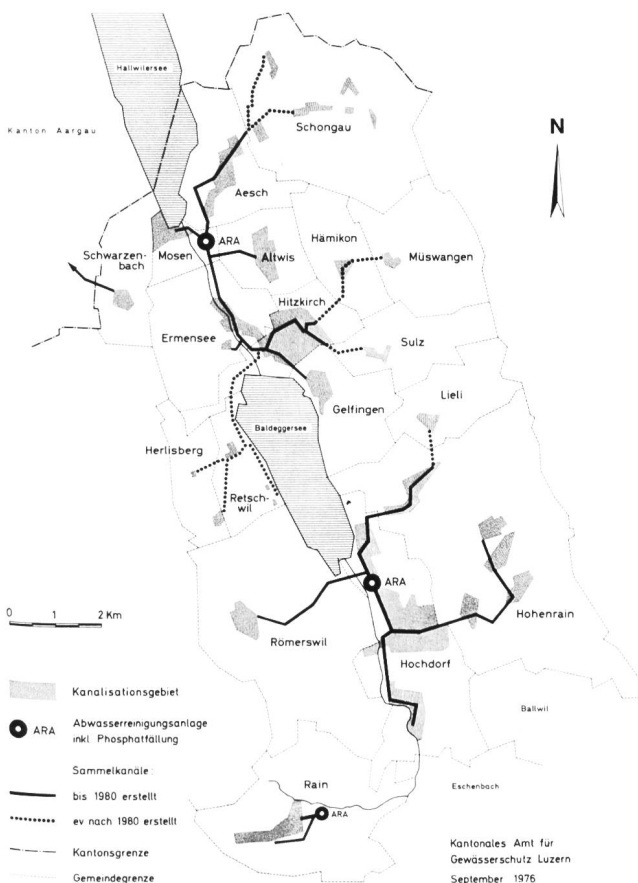 Hallwilersee
Kanton Aargau
Schongau
N
Aesch
ARA
Schwarzen-
bach
Mosen
Altwis
Hämikon
Müswangen
Hitzkirch
Ermensee
Sulz
Gelfingen
Lieli
Baldeggersee
Herlisberg
Retsch-
wil
ARA
Hohenrain
0 1 2 Km
Römerswil
Hochdorf
Kanalisationsgebiet
Ballwil
ARA Abwasserreinigungsanlage
inkl. Phosphatfällung
Sammelkanäle:
Rain
Eschenbach
bis 1980 erstellt
ev nach 1980 erstellt
ARA
Kantonsgrenze
Gemeindegrenze
Kantonales Amt für
Gewässerschutz Luzern
September 1976